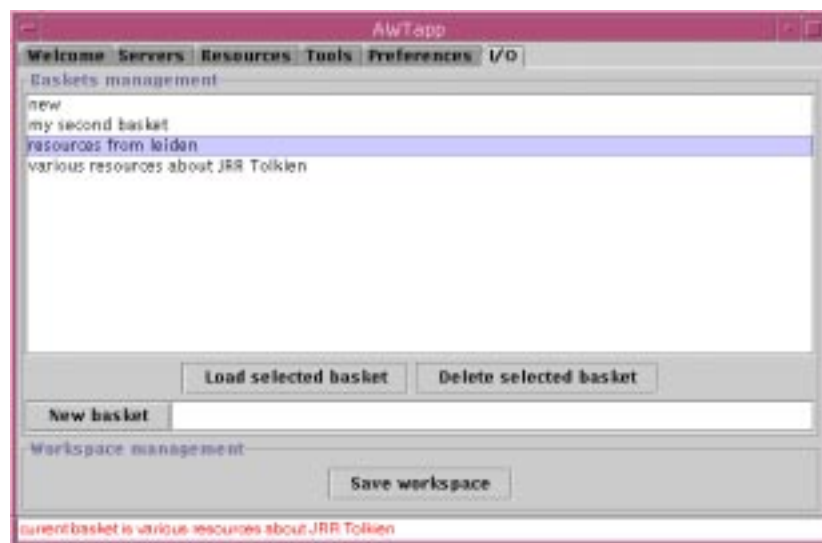 AWTapp
Welcome Servers Resources Tools Preferences I/O
Baskets management
new
my second basket
resources from leiden
various resources about JRR Tolkien
Load selected basket Delete selected basket
New basket
Workspace management
Save workspace
current basket is various resources about JRR Tolkien